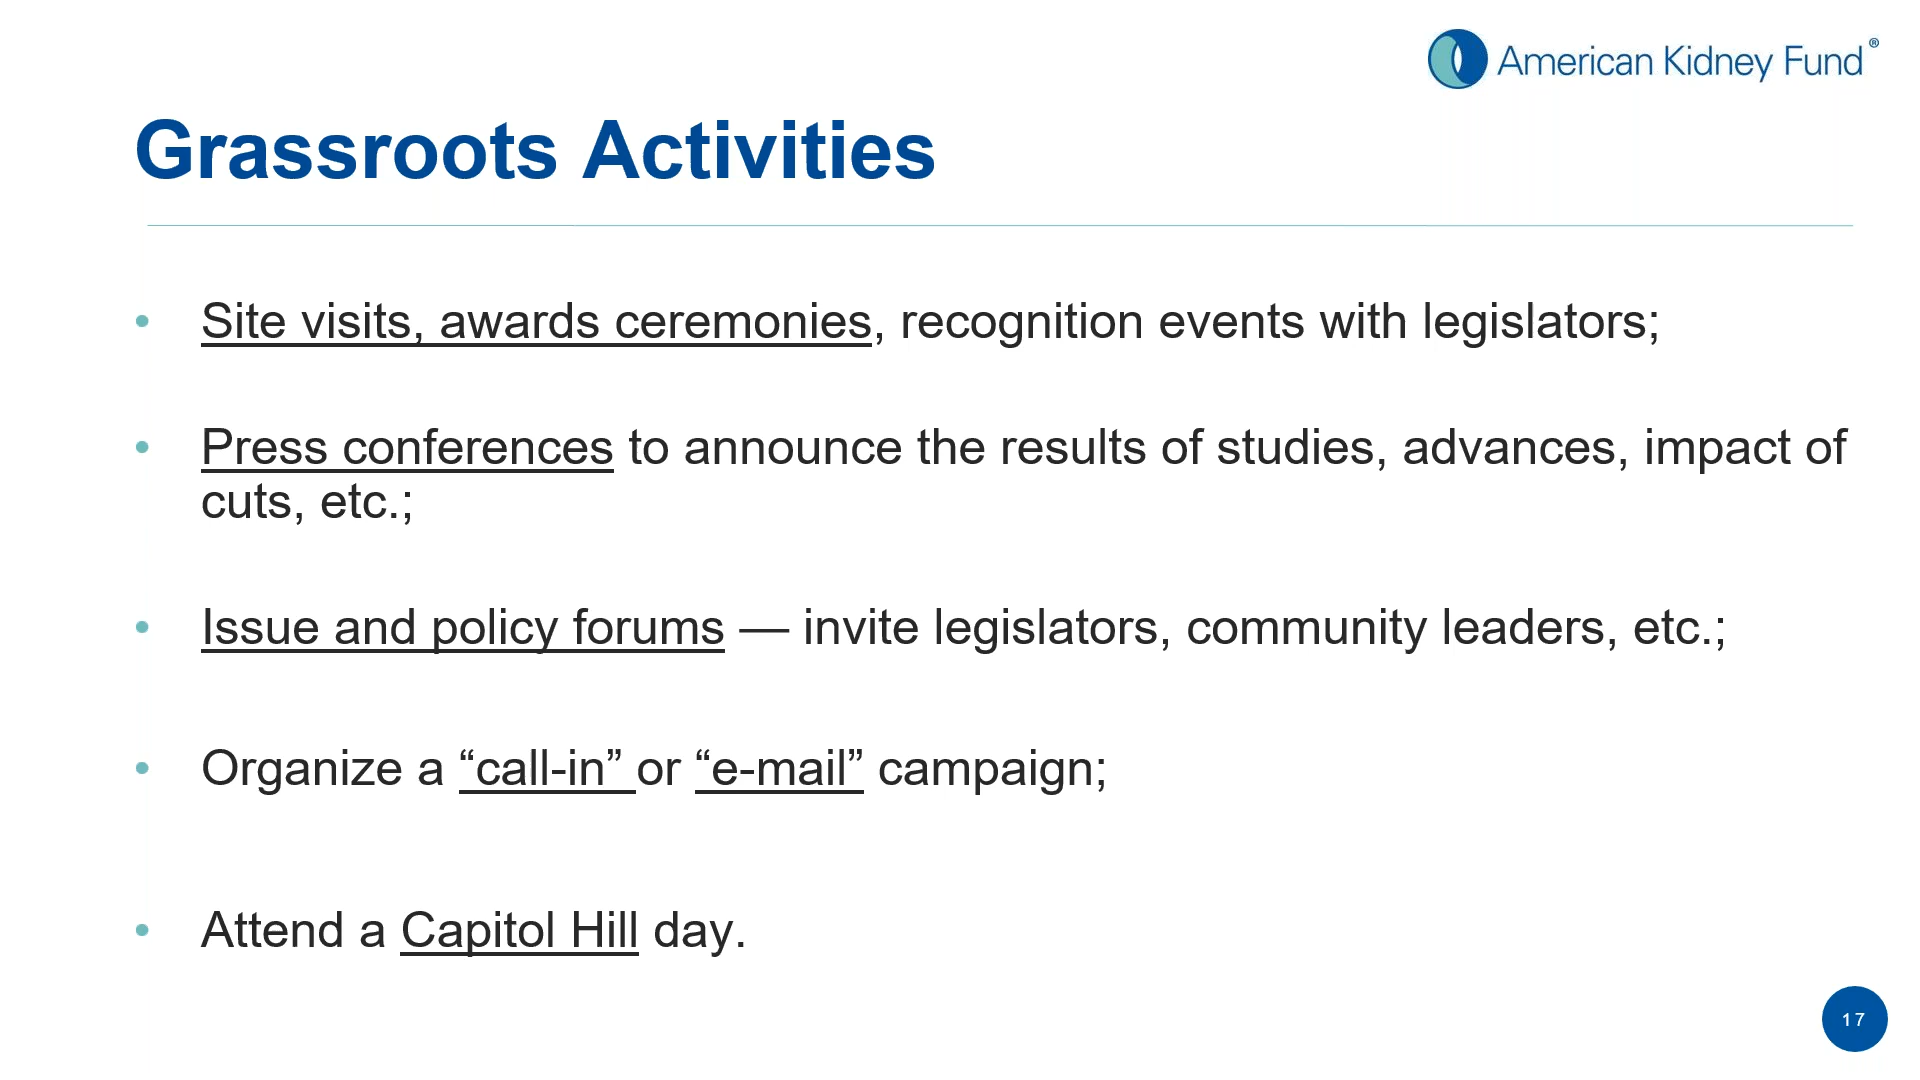 American Kidney Fund®
Grassroots Activities
• Site visits, awards ceremonies, recognition events with legislators;
• Press conferences to announce the results of studies, advances, impact of
cuts, etc.;
• Issue and policy forums — invite legislators, community leaders, etc.;
• Organize a “call-in” or “e-mail” campaign;
• Attend a Capitol Hill day.
17